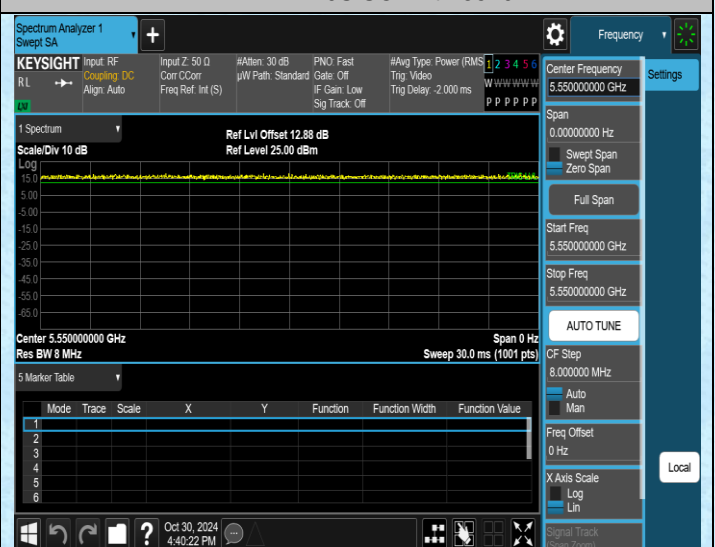 Spectrum Analyzer 1
Swept SA
Frequency
KEYSIGHT
RL
LXI
Input: RF
Coupling: DC
Align: Auto
Input Z: 50 Ω
Corr CCorr
Freq Ref: Int (S)
#Atten: 30 dB
µW Path: Standard
PNO: Fast
Gate: Off
IF Gain: Low
Sig Track: Off
#Avg Type: Power (RMS
Trig: Video
Trig Delay: -2.000 ms
1 2 3 4 5 6
W W W W W W
P P P P P P
1 Spectrum
Scale/Div 10 dB
Ref Lvl Offset 12.88 dB
Ref Level 25.00 dBm
Log
15.0
5.00
-5.00
-15.0
-25.0
-35.0
-45.0
-55.0
-65.0
Center 5.550000000 GHz
Span 0 Hz
Res BW 8 MHz
Sweep 30.0 ms (1001 pts)
5 Marker Table
Mode Trace Scale X Y Function Function Width Function Value
1
2
3
4
5
6
Oct 30, 2024
4:40:22 PM
Center Frequency
5.550000000 GHz
Settings
Span
0.00000000 Hz
Swept Span
Zero Span
Full Span
Start Freq
5.550000000 GHz
Stop Freq
5.550000000 GHz
AUTO TUNE
CF Step
8.000000 MHz
Auto
Man
Freq Offset
0 Hz
X Axis Scale
Log
Lin
Signal Track
(Span Zoom)
Local